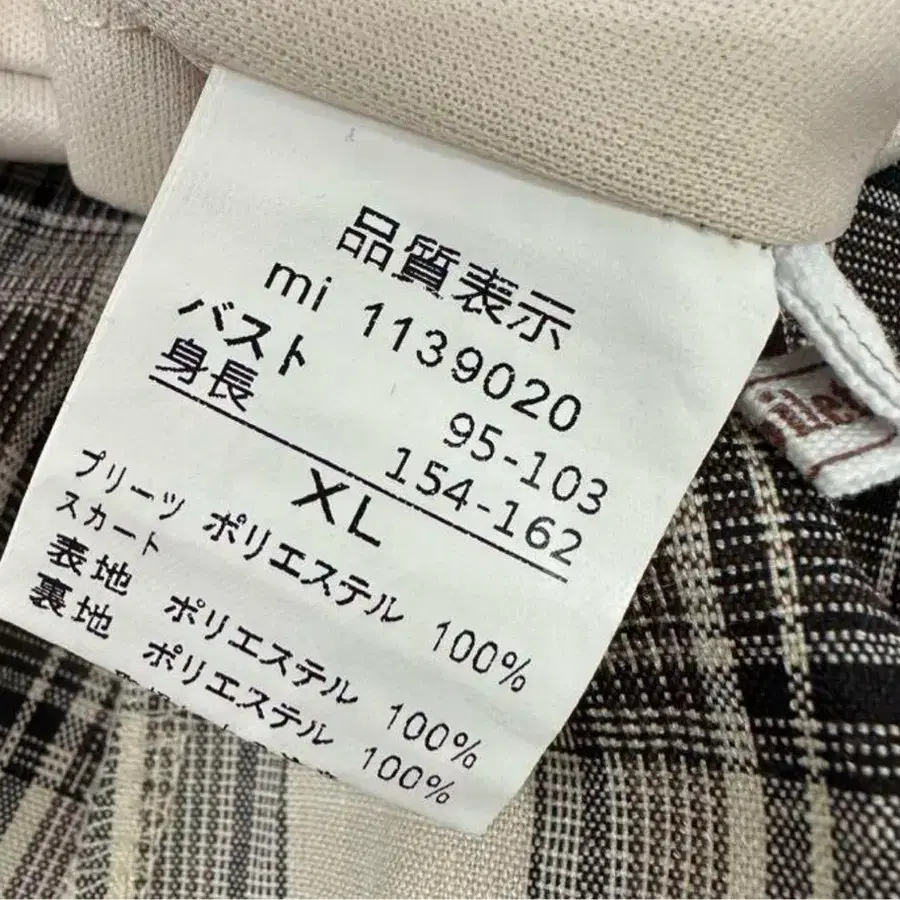 品質表示
mi 1139020
バスト 95-103
身長 154-162
XL
プリーツ
スカート ポリエステル 100%
表地 ポリエステル 100%
裏地 ポリエステル 100%